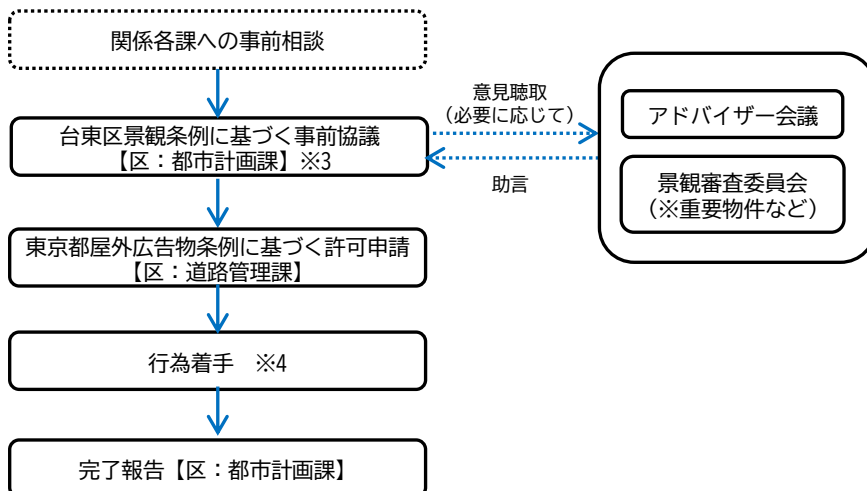 関係各課への事前相談
台東区景観条例に基づく事前協議
【区：都市計画課】※3
意見聴取
（必要に応じて）
助言
アドバイザー会議
景観審査委員会
（※重要物件など）
東京都屋外広告物条例に基づく許可申請
【区：道路管理課】
行為着手　※4
完了報告【区：都市計画課】